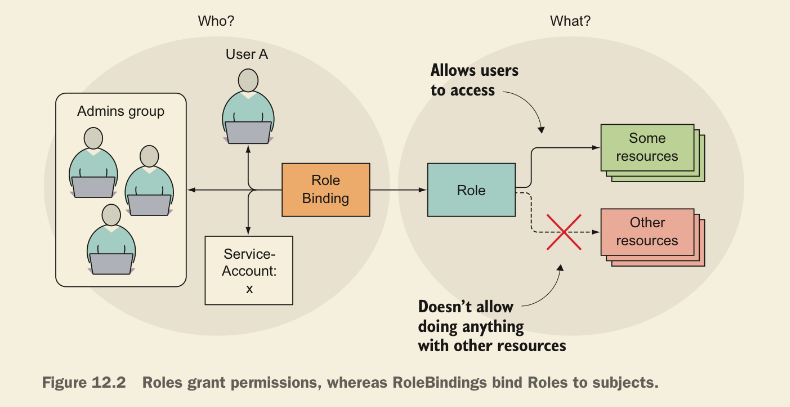 Who?
What?
User A
Admins group
Role
Binding
Service-
Account:
x
Allows users
to access
Role
Some
resources
Other
resources
Doesn’t allow
doing anything
with other resources
Figure 12.2 Roles grant permissions, whereas RoleBindings bind Roles to subjects.